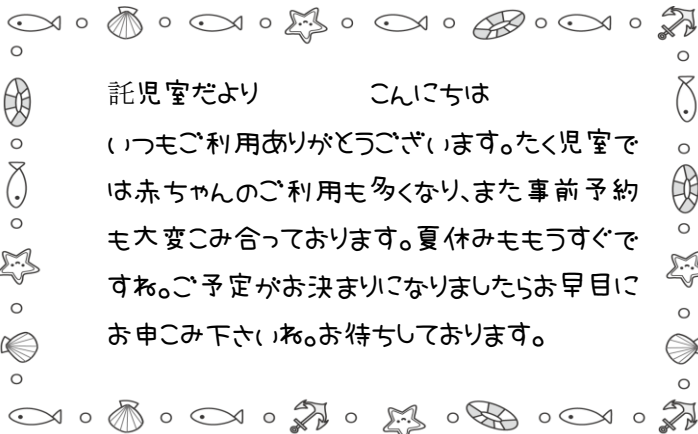 託児室だより　　　　こんにちは
いつもご利用ありがとうございます。たく児室で
は赤ちゃんのご利用も多くなり、また事前予約
も大変こみ合っております。夏休みももうすぐで
すね。ご予定がお決まりになりましたらお早目に
お申こみ下さいね。お待ちしております。